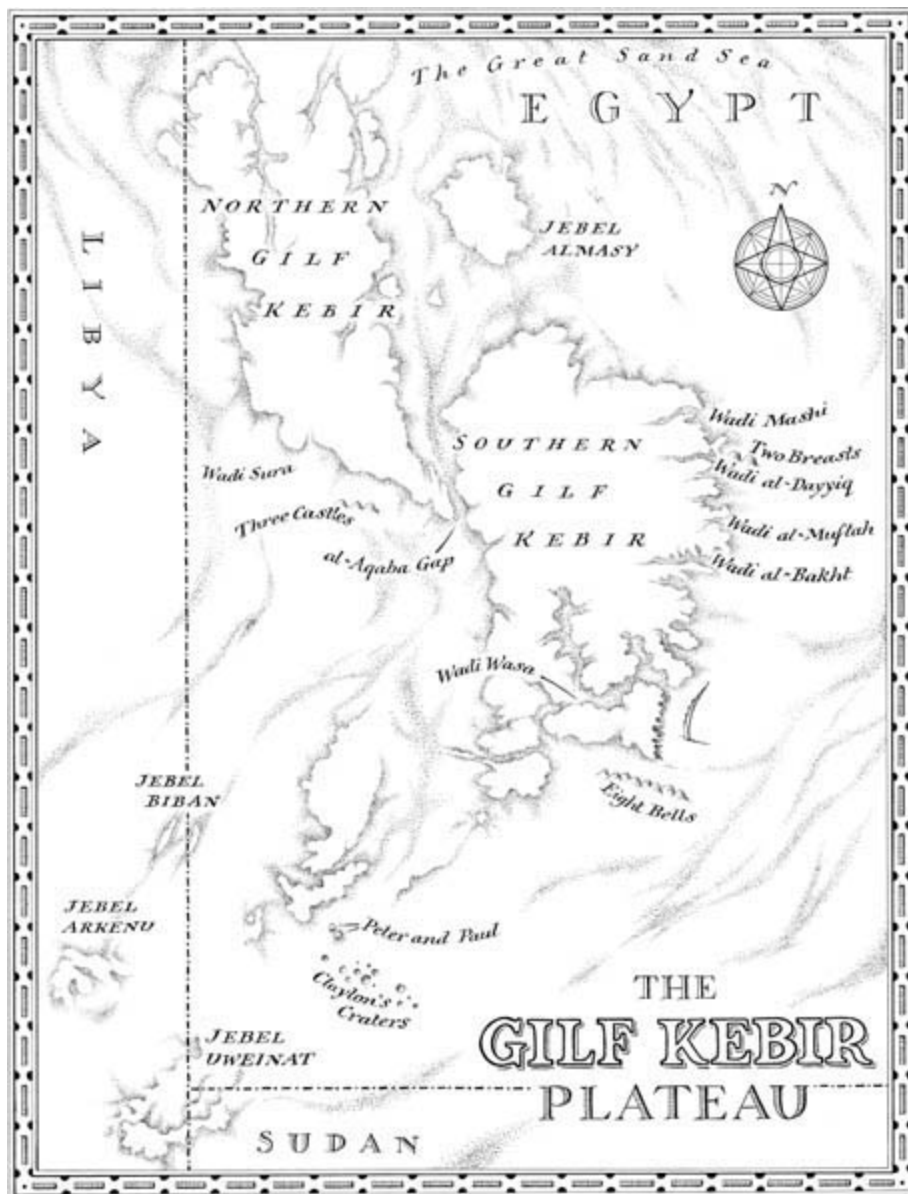 The Great Sand Sea
EGYPT
N
LIBYA
NORTHERN
GILF
KEBIR
JEBEL
ALMASY
SOUTHERN
GILF
KEBIR
Wadi Mashi
Two Breasts
Wadi al-Dayyiq
Wadi al-Muftah
Wadi al-Bakht
Wadi Sura
Three Castles
al-Aqaba Gap
Wadi Wasa
Eight Bells
JEBEL
BIBAN
JEBEL
ARKENU
Peter and Paul
Clayton's
Craters
JEBEL
UWEINAT
SUDAN
THE
GILF KEBIR
PLATEAU